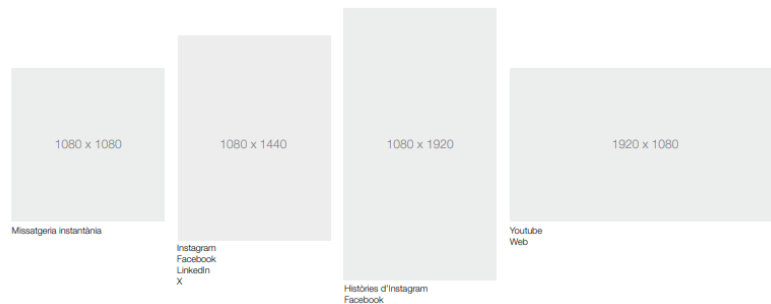 1080 x 1080
Missatgeria instantània
1080 x 1440
Instagram
Facebook
LinkedIn
X
1080 x 1920
Històries d'Instagram
Facebook
1920 x 1080
Youtube
Web